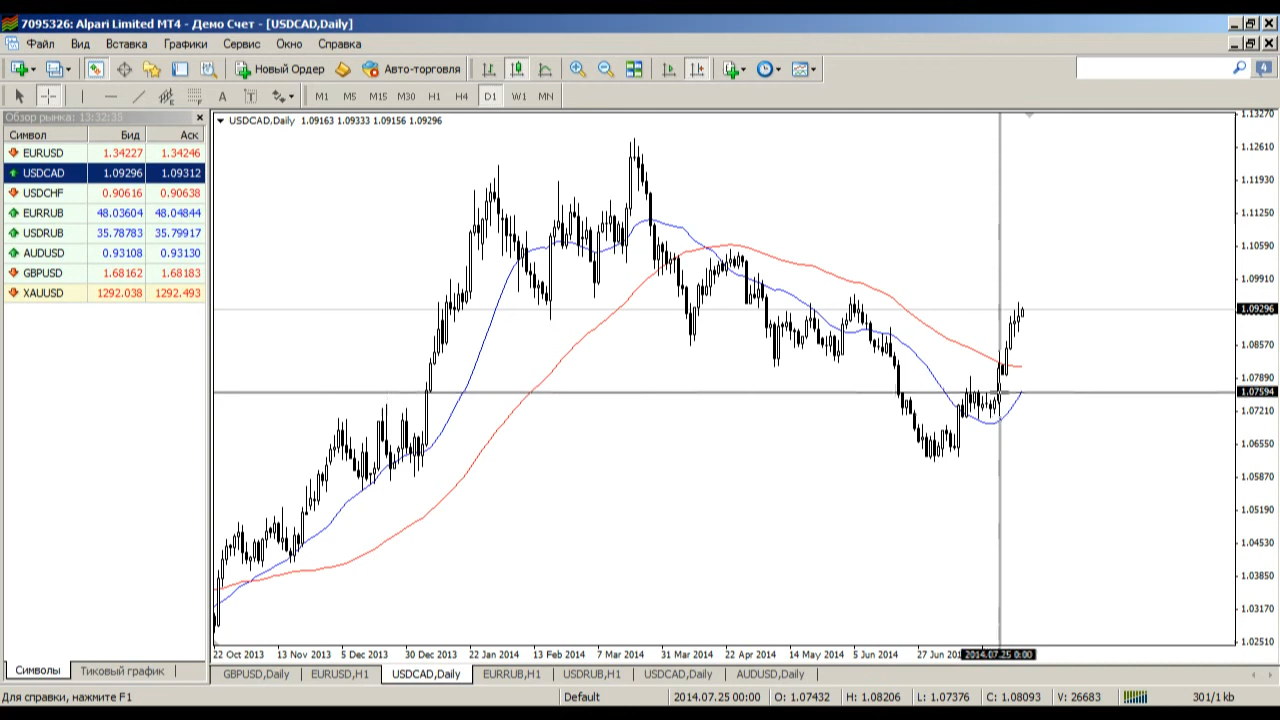 7095326: Alpari Limited MT4 - Демо Счет - [USDCAD,Daily]
Файл Вид Вставка Графики Сервис Окно Справка
Новый Ордер Авто-торговля 4
A T M1 M5 M15 M30 H1 H4 D1 W1 MN
Обзор рынка: 13:32:35
Символ Бид Аск
EURUSD 1.34227 1.34246
USDCAD 1.09296 1.09312
USDCHF 0.90616 0.90638
EURRUB 48.03604 48.04844
USDRUB 35.78783 35.79917
AUDUSD 0.93108 0.93130
GBPUSD 1.68162 1.68183
XAUUSD 1292.038 1292.493
Символы Тиковый график
USDCAD,Daily 1.09163 1.09333 1.09156 1.09296
1.13270
1.12610
1.11930
1.11250
1.10590
1.09910
1.09296
1.08570
1.07890
1.07594
1.07210
1.06550
1.05870
1.05190
1.04530
1.03850
1.03170
1.02510
22 Oct 2013 13 Nov 2013 5 Dec 2013 30 Dec 2013 22 Jan 2014 13 Feb 2014 7 Mar 2014 31 Mar 2014 22 Apr 2014 14 May 2014 5 Jun 2014 27 Jun 201 2014.07.25 0:00
GBPUSD,Daily EURUSD,H1 USDCAD,Daily EURRUB,H1 USDRUB,H1 USDCAD,Daily AUDUSD,Daily
Для справки, нажмите F1 Default 2014.07.25 00:00 O: 1.07432 H: 1.08206 L: 1.07376 C: 1.08093 V: 26683 301/1 kb